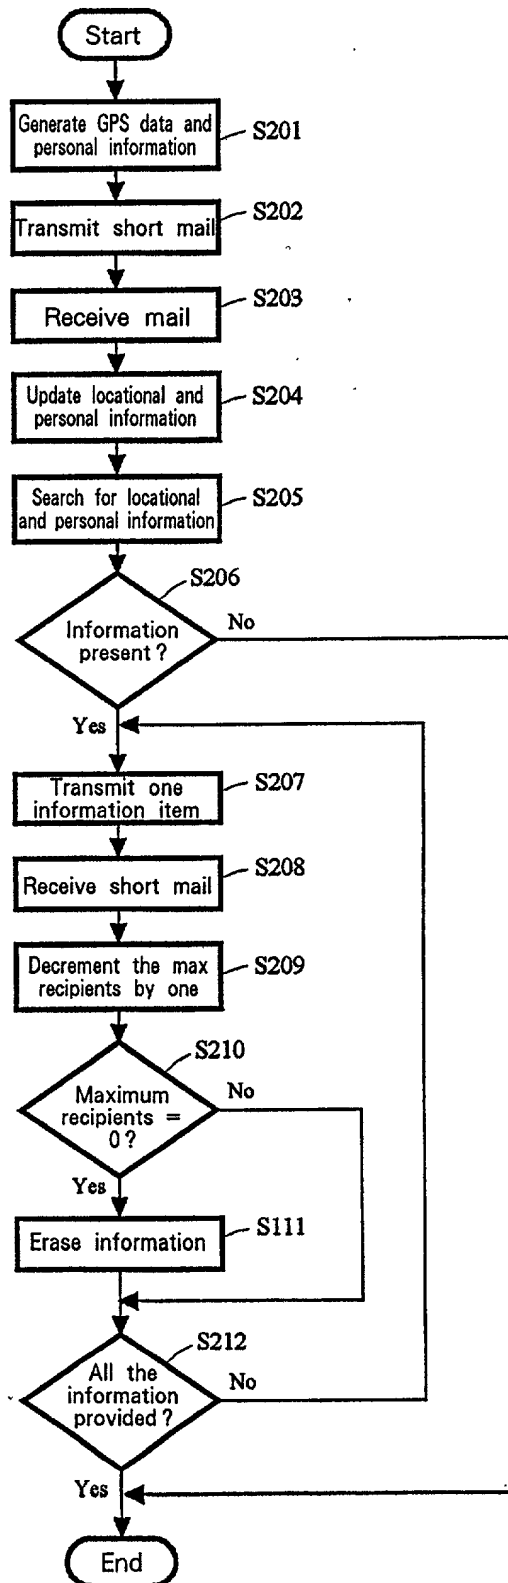 Start
Generate GPS data and
personal information
S201
Transmit short mail
S202
Receive mail
S203
Update locational and
personal information
S204
Search for locational
and personal information
S205
S206
Information
present ?
No
Yes
Transmit one
information item
S207
Receive short mail
S208
Decrement the max
recipients by one
S209
S210
Maximum
recipients =
0 ?
No
Yes
Erase information
S111
S212
All the
information
provided ?
No
Yes
End